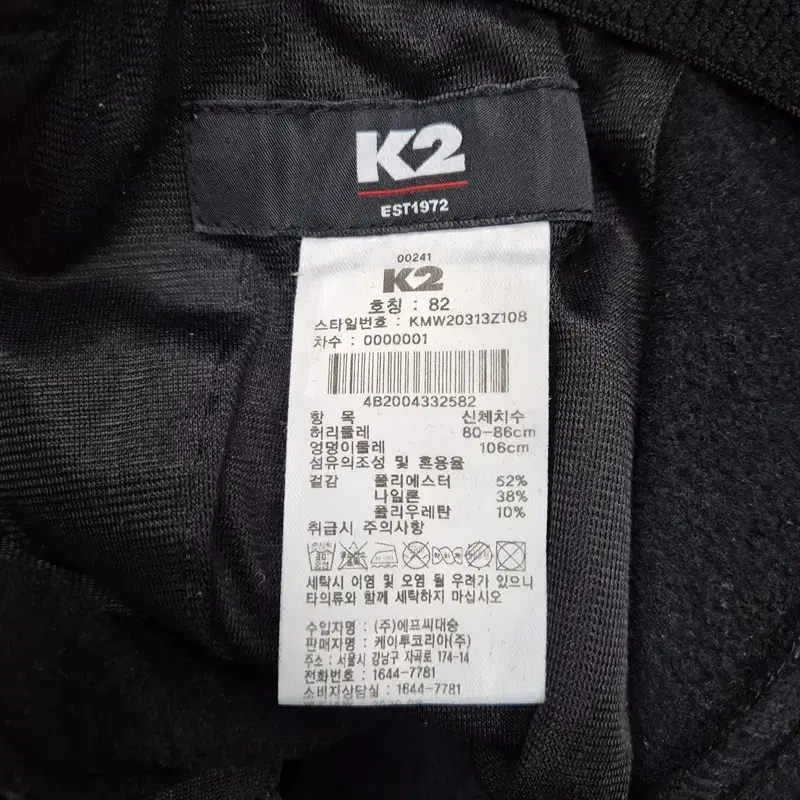 K2
EST1972
00241
K2
호칭 : 82
스타일번호 : KMW20313Z108
차수 : 0000001
4B2004332582
항 목 신체치수
허리둘레 80-86cm
엉덩이둘레 106cm
섬유의조성 및 혼용율
겉감 폴리에스터 52%
나일론 38%
폴리우레탄 10%
취급시 주의사항
세탁시 이염 및 오염 될 우려가 있으니
타의류와 함께 세탁하지 마십시오
수입자명 : (주)에프씨대승
판매자명 : 케이투코리아(주)
주소 : 서울시 강남구 자곡로 174-14
전화번호 : 1644-7781
소비자상담실 : 1644-7781